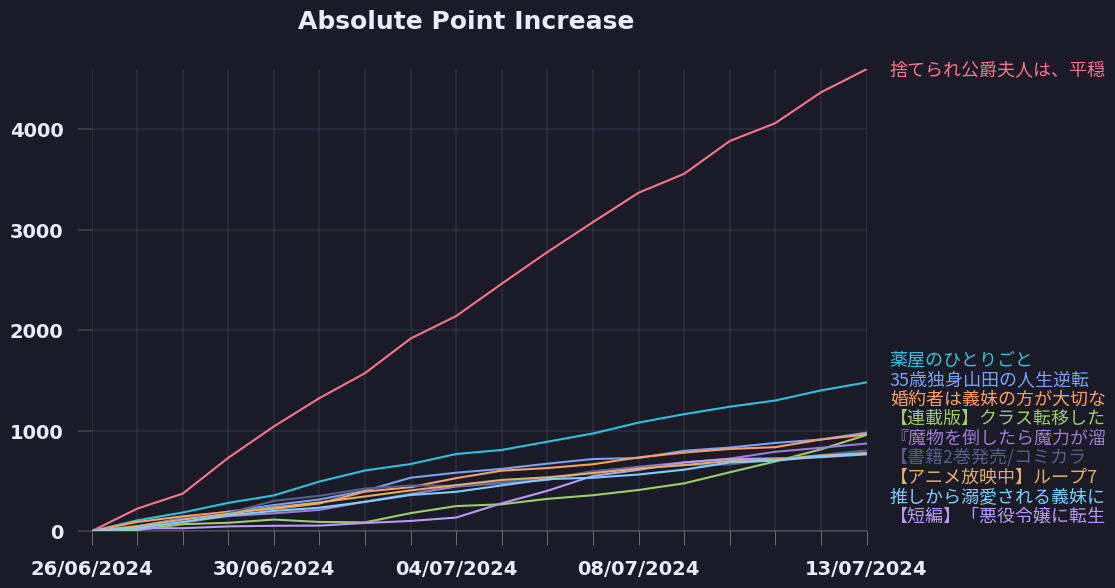 Absolute Point Increase
捨てられ公爵夫人は、平穏
4000
3000
2000
薬屋のひとりごと
35歳独身山田の人生逆転
婚約者は義妹の方が大切な
【連載版】クラス転移した
1000
『魔物を倒したら魔力が溜
【書籍2巻発売/コミカラ
【アニメ放映中】ループ7
推しから溺愛される義妹に
【短編】「悪役令嬢に転生
0
26/06/2024
30/06/2024
04/07/2024
08/07/2024
13/07/2024